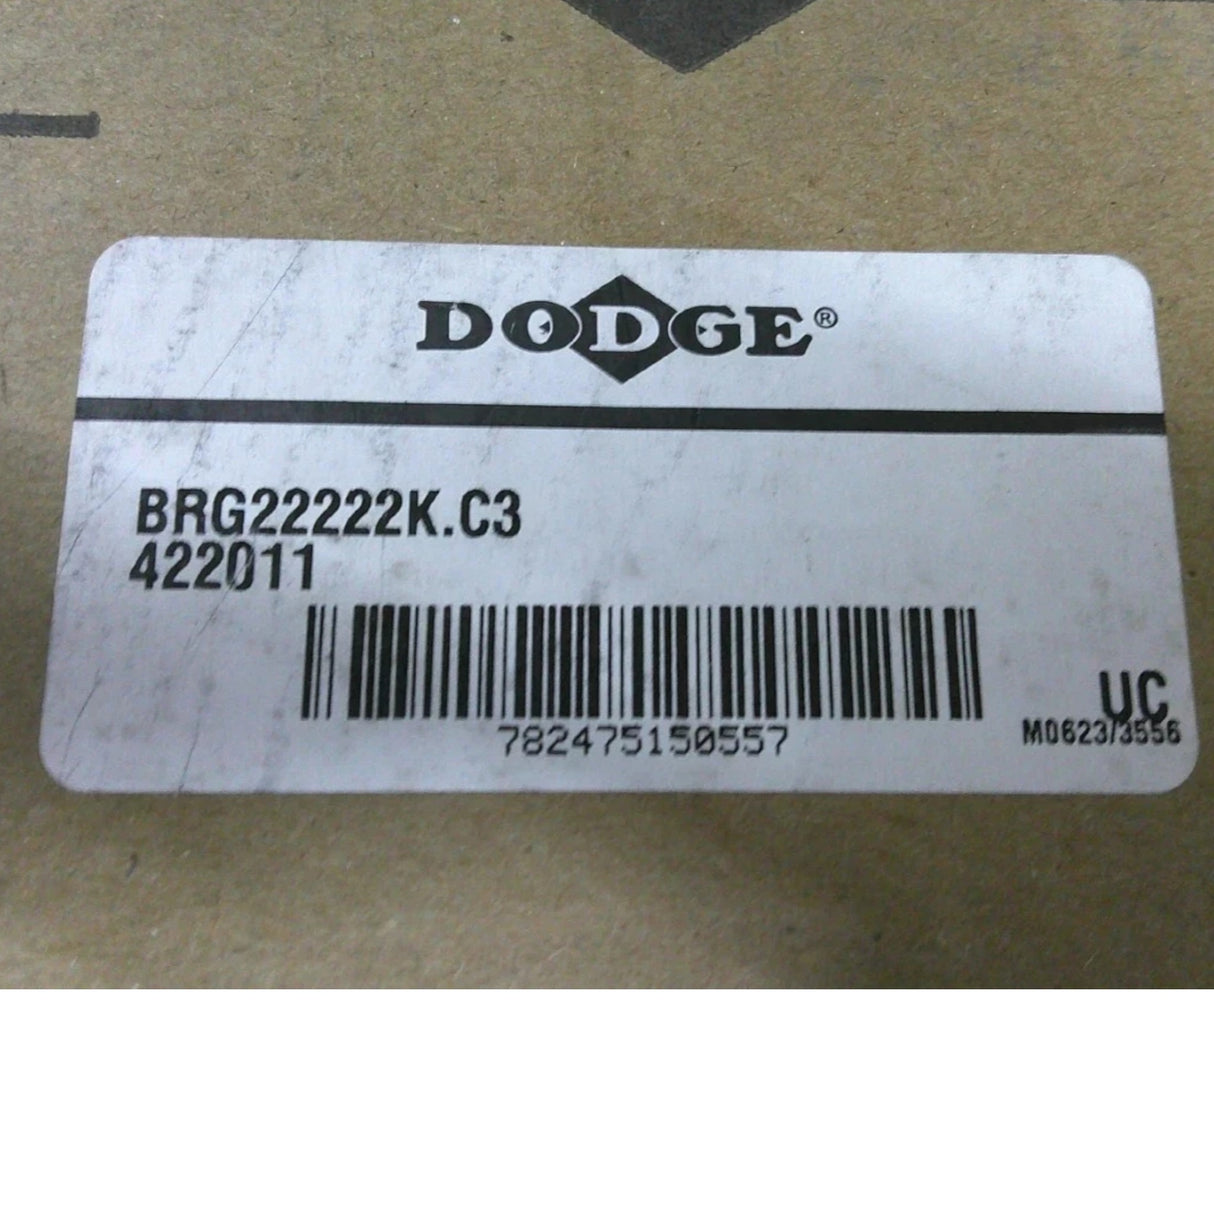 DODGE®
BRG22222K.C3
422011
782475150557
UC
M0623/3556